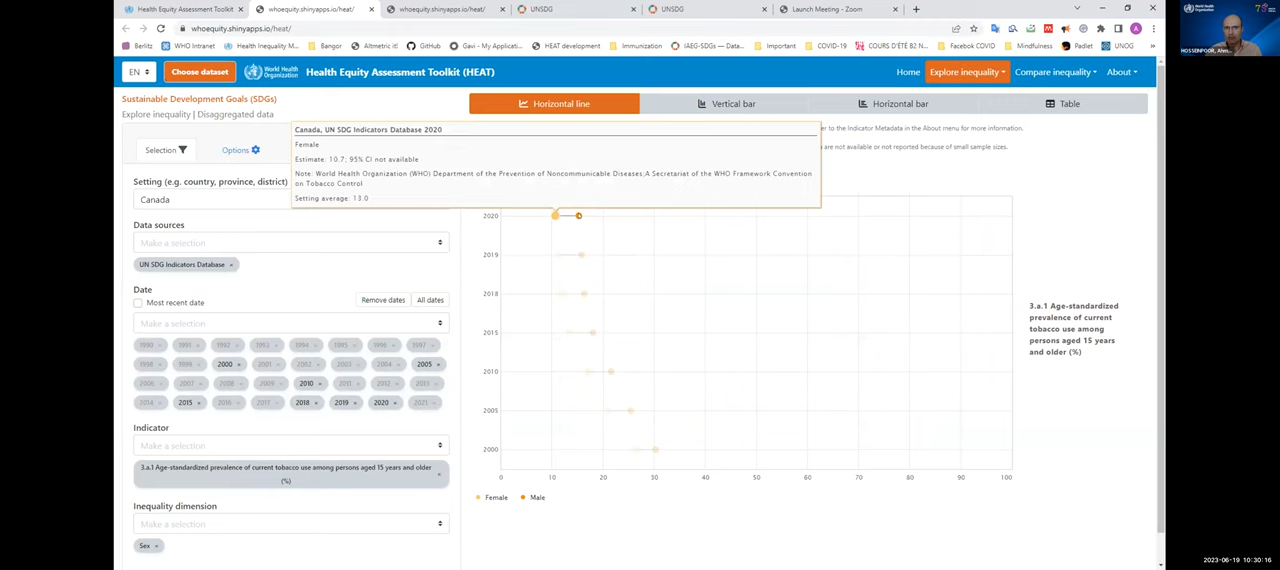 Health Equity Assessment Toolkit
whoequity.shinyapps.io/heat/
whoequity.shinyapps.io/heat/
UNSDG
UNSDG
Launch Meeting - Zoom
whoequity.shinyapps.io/heat/
Berlitz
WHO Intranet
Health Inequality M...
Bangor
Altmetric it!
GitHub
Gavi - My Applicati...
HEAT development
Immunization
IAEG-SDGs — Data...
Important
COVID-19
COURS D'ÉTÉ B2 N...
Facebok COVID
Mindfulness
Padlet
UNOG
EN
Choose dataset
World Health Organization
Health Equity Assessment Toolkit (HEAT)
Home
Explore inequality
Compare inequality
About
Sustainable Development Goals (SDGs)
Explore inequality | Disaggregated data
Horizontal line
Vertical bar
Horizontal bar
Table
Selection
Options
Canada, UN SDG Indicators Database 2020
Female
Estimate: 10.7; 95% CI not available
Note: World Health Organization (WHO) Department of the Prevention of Noncommunicable Diseases;A Secretariat of the WHO Framework Convention
on Tobacco Control
Setting average: 13.0
er to the Indicator Metadata in the About menu for more information.
are not available or not reported because of small sample sizes.
Setting (e.g. country, province, district)
Canada
Data sources
Make a selection
UN SDG Indicators Database ×
Date
Most recent date
Remove dates
All dates
Make a selection
1990 × 1991 × 1992 × 1993 × 1994 × 1995 × 1996 × 1997 ×
1998 × 1999 × 2000 × 2001 × 2002 × 2003 × 2004 × 2005 ×
2006 × 2007 × 2008 × 2009 × 2010 × 2011 × 2012 × 2013 ×
2014 × 2015 × 2016 × 2017 × 2018 × 2019 × 2020 × 2021 ×
Indicator
Make a selection
3.a.1 Age-standardized prevalence of current tobacco use among persons aged 15 years and older
(%)
×
Inequality dimension
Make a selection
Sex ×
2020
2019
2018
2015
2010
2005
2000
0 10 20 30 40 50 60 70 80 90 100
Female Male
3.a.1 Age-standardized
prevalence of current
tobacco use among
persons aged 15 years
and older (%)
HOSSEINPOOR, Ahm...
2023-06-19 10:30:16